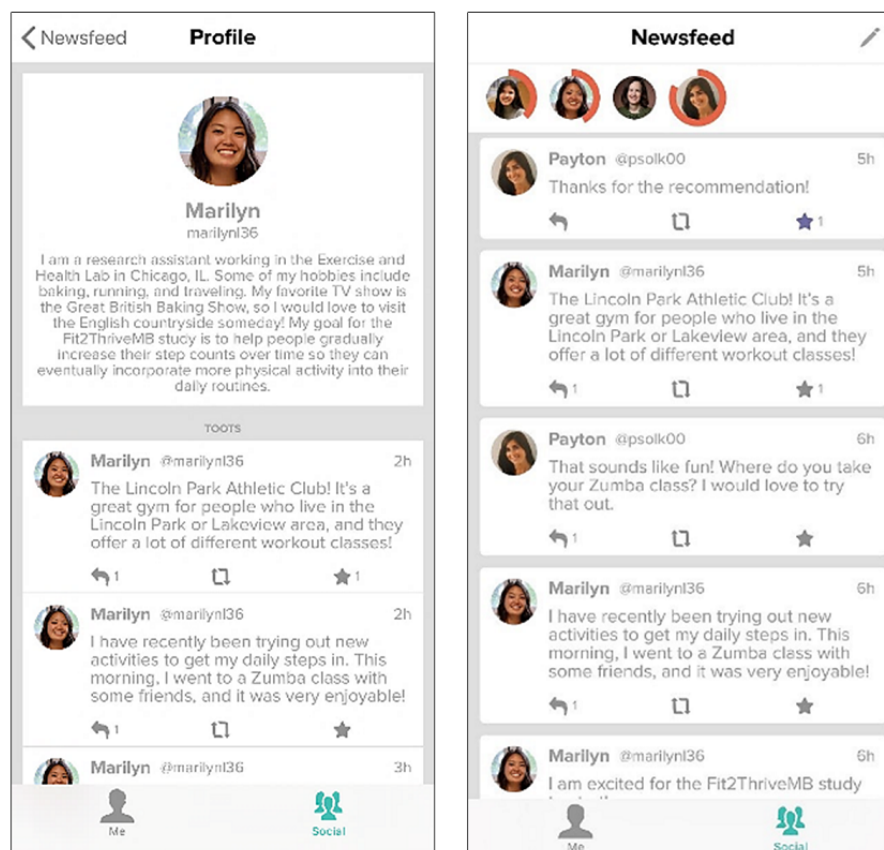 Newsfeed
Profile
Marilyn
marilynl36
I am a research assistant working in the Exercise and
Health Lab in Chicago, IL. Some of my hobbies include
baking, running, and traveling. My favorite TV show is
the Great British Baking Show, so I would love to visit
the English countryside someday! My goal for the
Fit2ThriveMB study is to help people gradually
increase their step counts over time so they can
eventually incorporate more physical activity into their
daily routines.
TOOTS
Marilyn @marilynl36 2h
The Lincoln Park Athletic Club! It's a
great gym for people who live in the
Lincoln Park or Lakeview area, and they
offer a lot of different workout classes!
1 1
Marilyn @marilynl36 2h
I have recently been trying out new
activities to get my daily steps in. This
morning, I went to a Zumba class with
some friends, and it was very enjoyable!
1
Marilyn @marilynl36 3h
Me Social
Newsfeed
Payton @psolk00 5h
Thanks for the recommendation!
1
Marilyn @marilynl36 5h
The Lincoln Park Athletic Club! It's a
great gym for people who live in the
Lincoln Park or Lakeview area, and they
offer a lot of different workout classes!
1 1
Payton @psolk00 6h
That sounds like fun! Where do you take
your Zumba class? I would love to try
that out.
1
Marilyn @marilynl36 6h
I have recently been trying out new
activities to get my daily steps in. This
morning, I went to a Zumba class with
some friends, and it was very enjoyable!
1
Marilyn @marilynl36 6h
I am excited for the Fit2ThriveMB study
Me Social